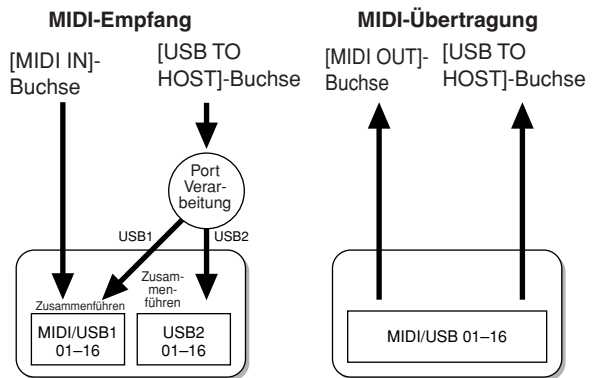 MIDI-Empfang
[MIDI IN]-
Buchse
[USB TO
HOST]-Buchse
Port
Verar-
beitung
USB1
USB2
Zusammenführen
Zusam-
men-
führen
MIDI/USB1
01–16
USB2
01–16
MIDI-Übertragung
[MIDI OUT]-
Buchse
[USB TO
HOST]-Buchse
MIDI/USB 01–16